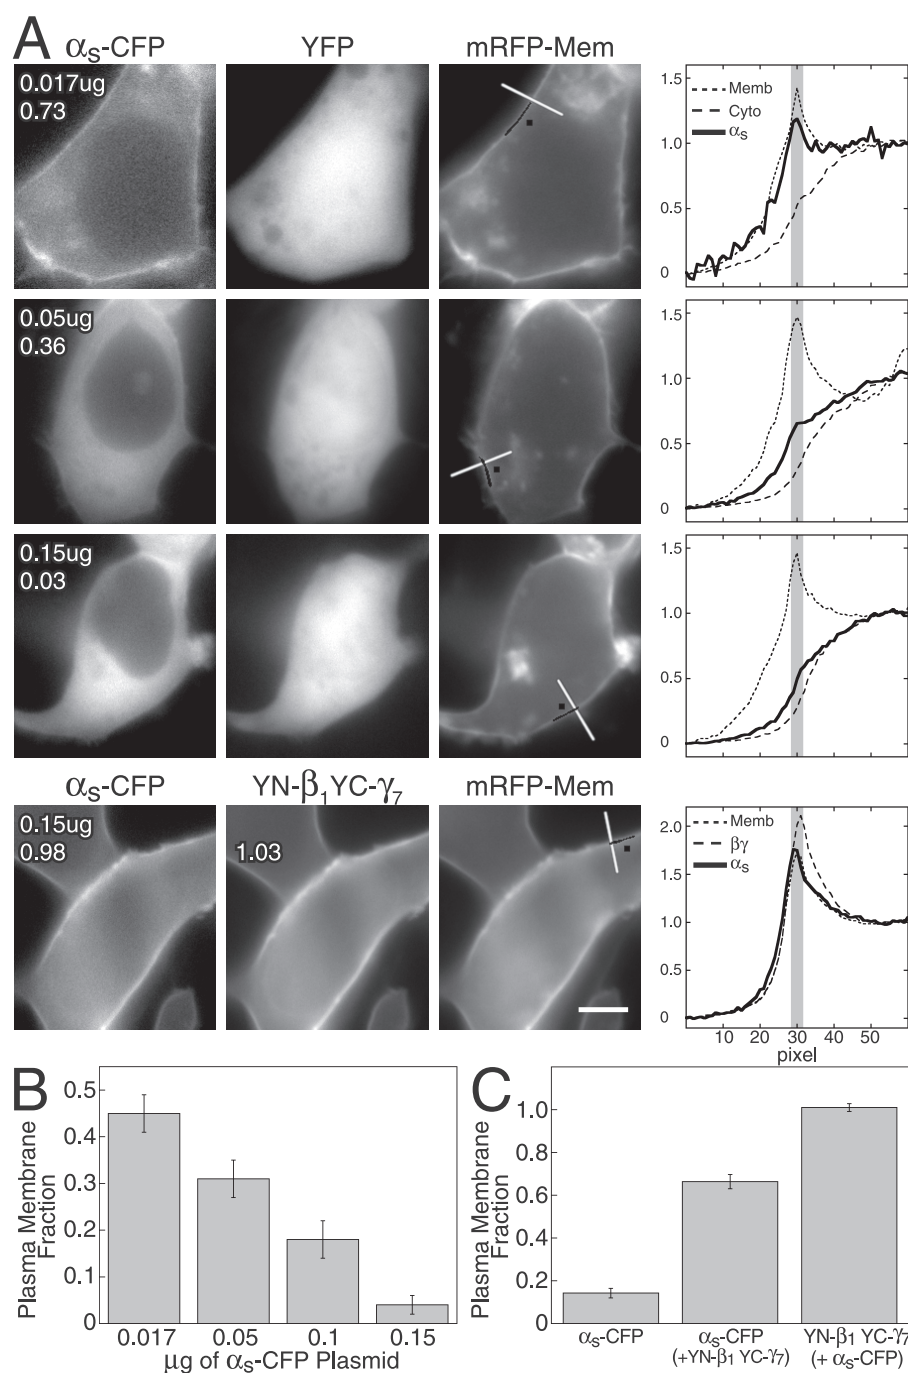 A
αs-CFP YFP mRFP-Mem
0.017ug
0.73
1.5
Memb
Cyto
αs
1.0
0.5
0
0.05ug
0.36
1.5
1.0
0.5
0
0.15ug
0.03
1.5
1.0
0.5
0
αs-CFP YN-β1YC-γ7 mRFP-Mem
0.15ug
0.98
1.03
2.0
Memb
βγ
αs
1.5
1.0
0.5
0
10 20 30 40 50
pixel
B
Plasma Membrane
Fraction
0.5
0.4
0.3
0.2
0.1
0
0.017 0.05 0.1 0.15
μg of αs-CFP Plasmid
C
Plasma Membrane
Fraction
1.0
0.8
0.6
0.4
0.2
0
αs-CFP αs-CFP YN-β1 YC-γ7
(+YN-β1 YC-γ7) (+ αs-CFP)